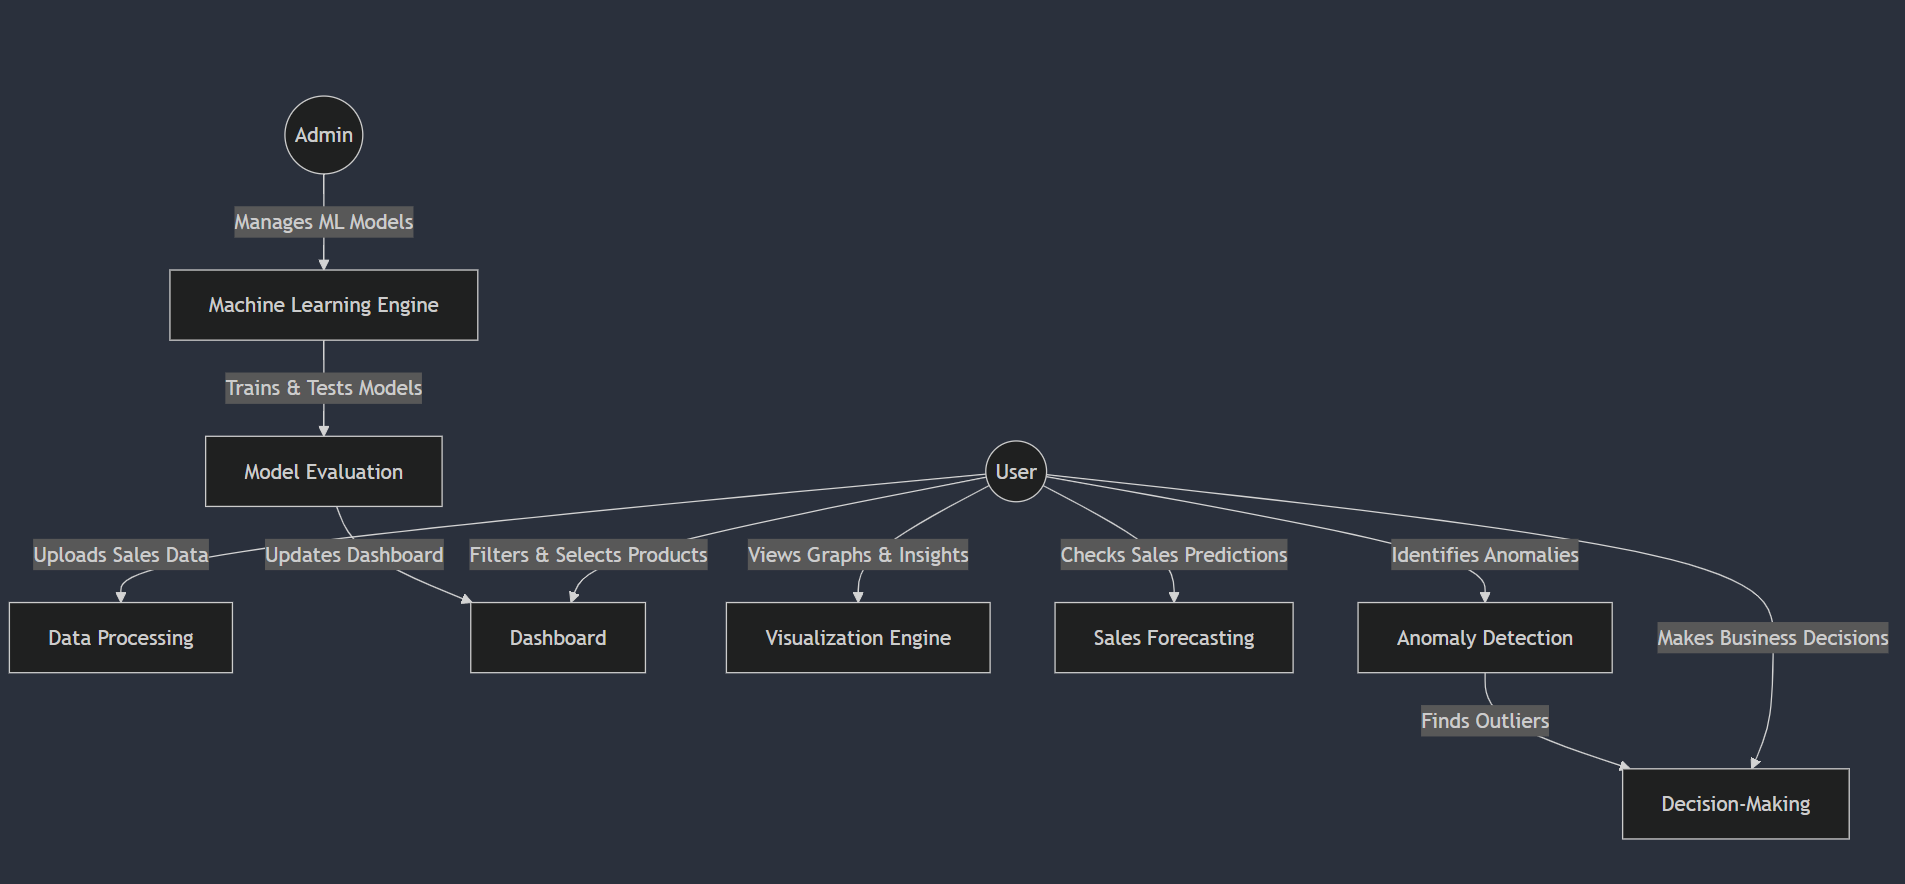 Admin
Manages ML Models
Machine Learning Engine
Trains & Tests Models
Model Evaluation
User
Uploads Sales Data
Updates Dashboard
Filters & Selects Products
Views Graphs & Insights
Checks Sales Predictions
Identifies Anomalies
Data Processing
Dashboard
Visualization Engine
Sales Forecasting
Anomaly Detection
Makes Business Decisions
Finds Outliers
Decision-Making